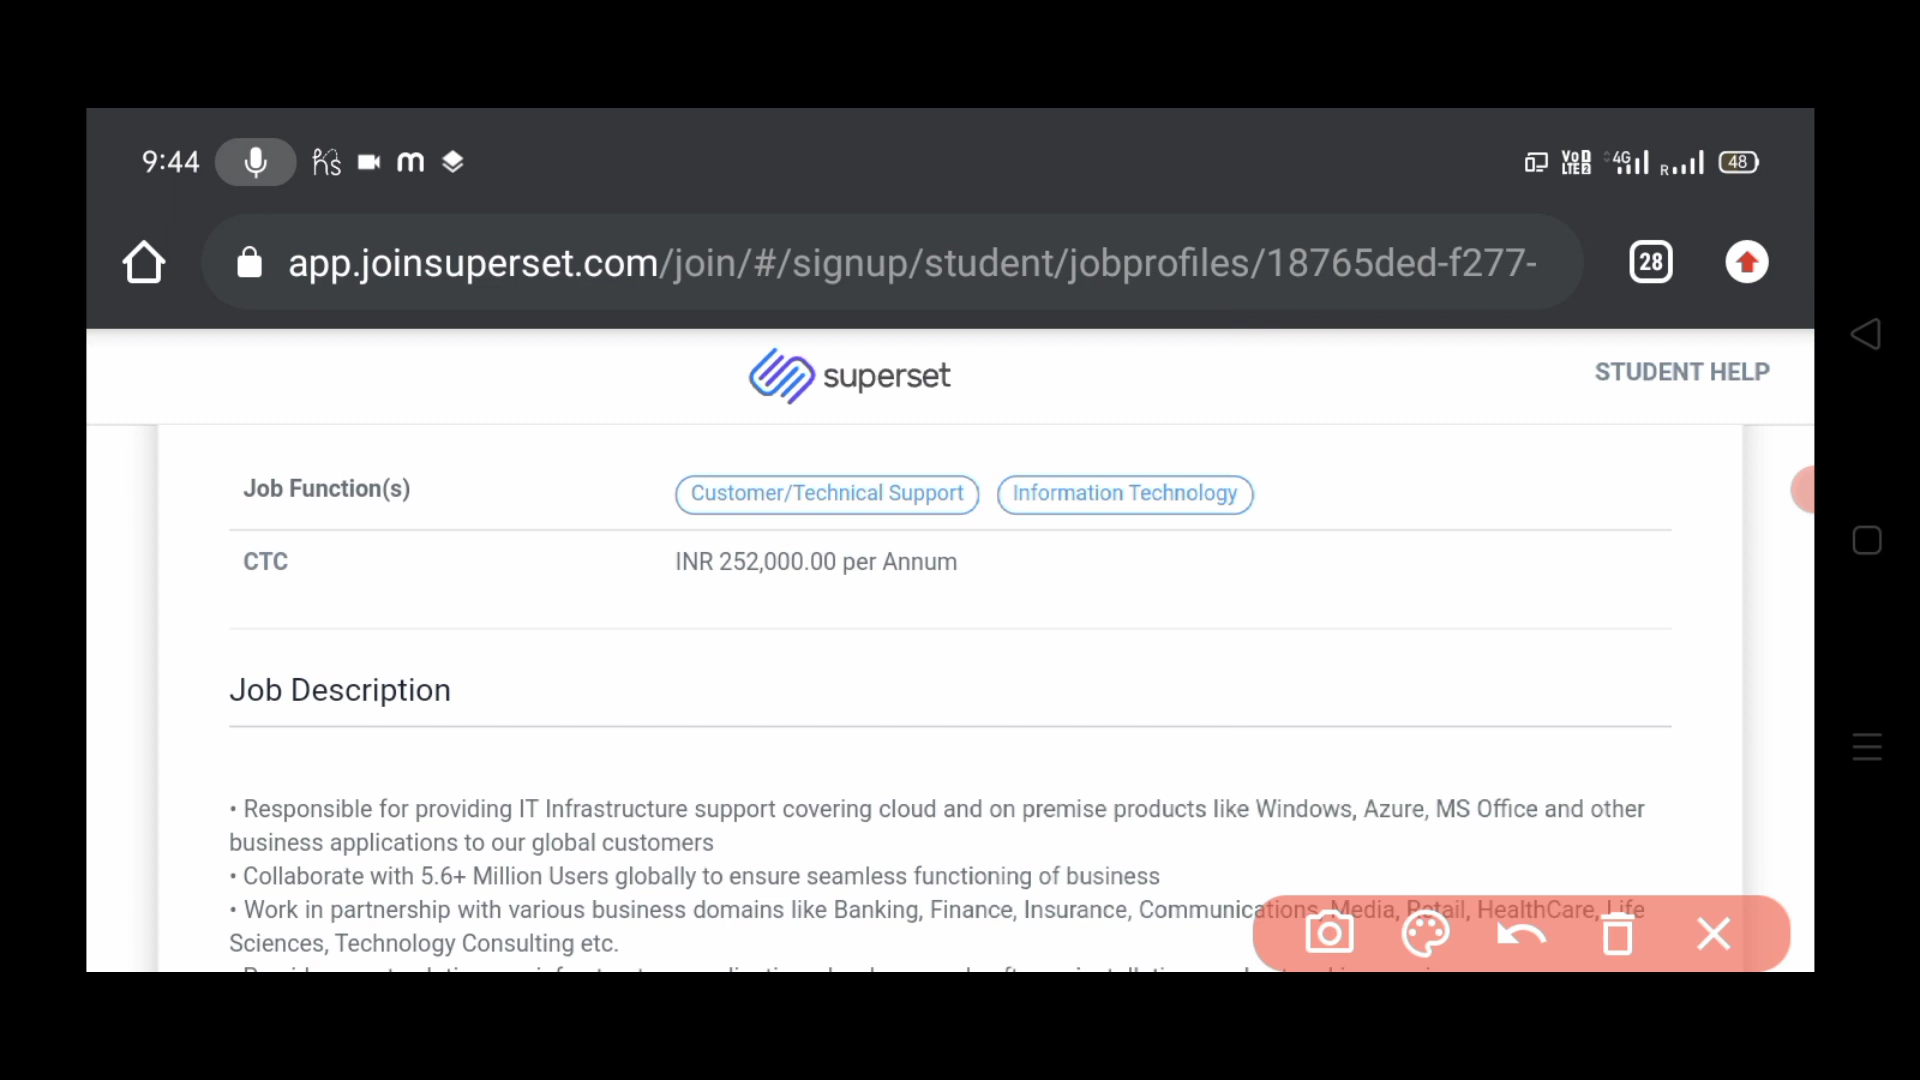 9:44 m VoD LTE2 4G R 48
app.joinsuperset.com/join/#/signup/student/jobprofiles/18765ded-f277- 28
superset STUDENT HELP
Job Function(s) Customer/Technical Support Information Technology
CTC INR 252,000.00 per Annum
Job Description
• Responsible for providing IT Infrastructure support covering cloud and on premise products like Windows, Azure, MS Office and other
business applications to our global customers
• Collaborate with 5.6+ Million Users globally to ensure seamless functioning of business
• Work in partnership with various business domains like Banking, Finance, Insurance, Communications, Media, Retail, HealthCare, Life
Sciences, Technology Consulting etc.